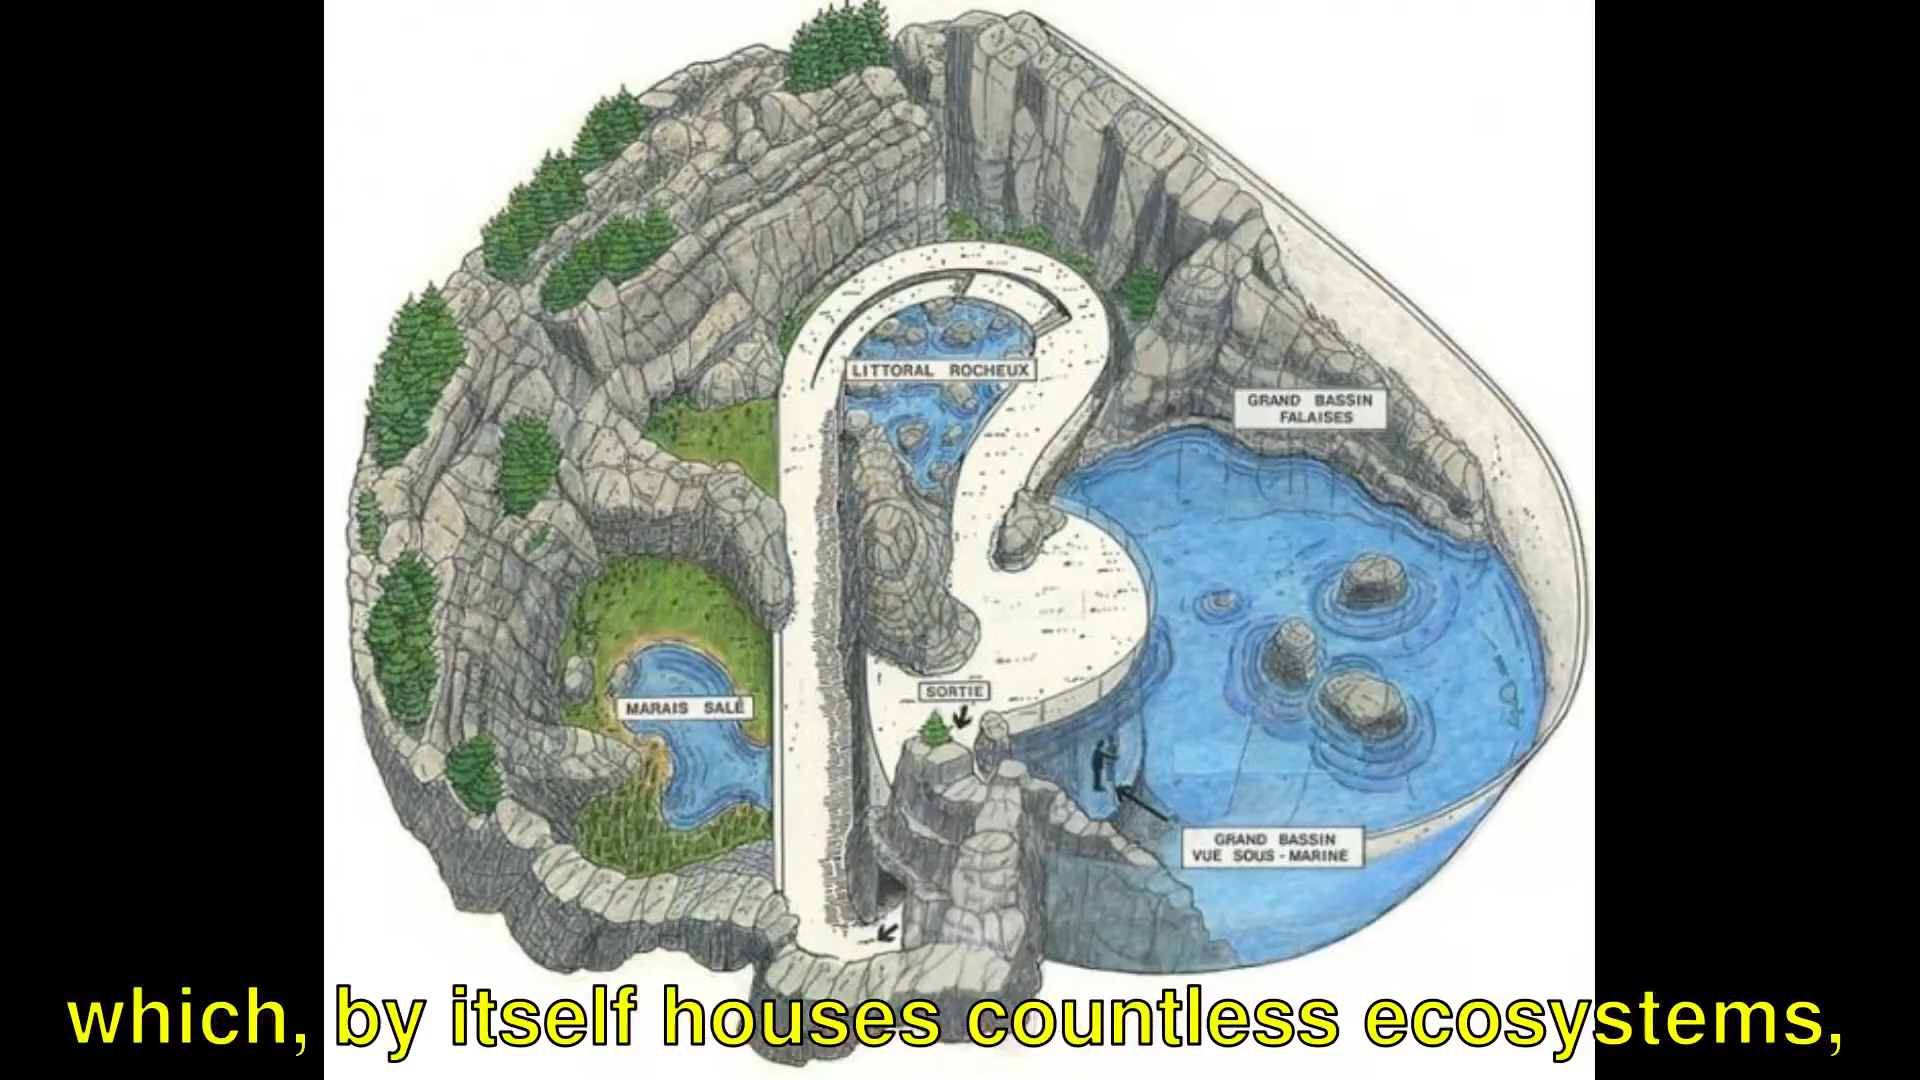 LITTORAL ROCHEUX
GRAND BASSIN
FALAISES
SORTIE
MARAIS SALÉ
GRAND BASSIN
VUE SOUS-MARINE
which, by itself houses countless ecosystems,